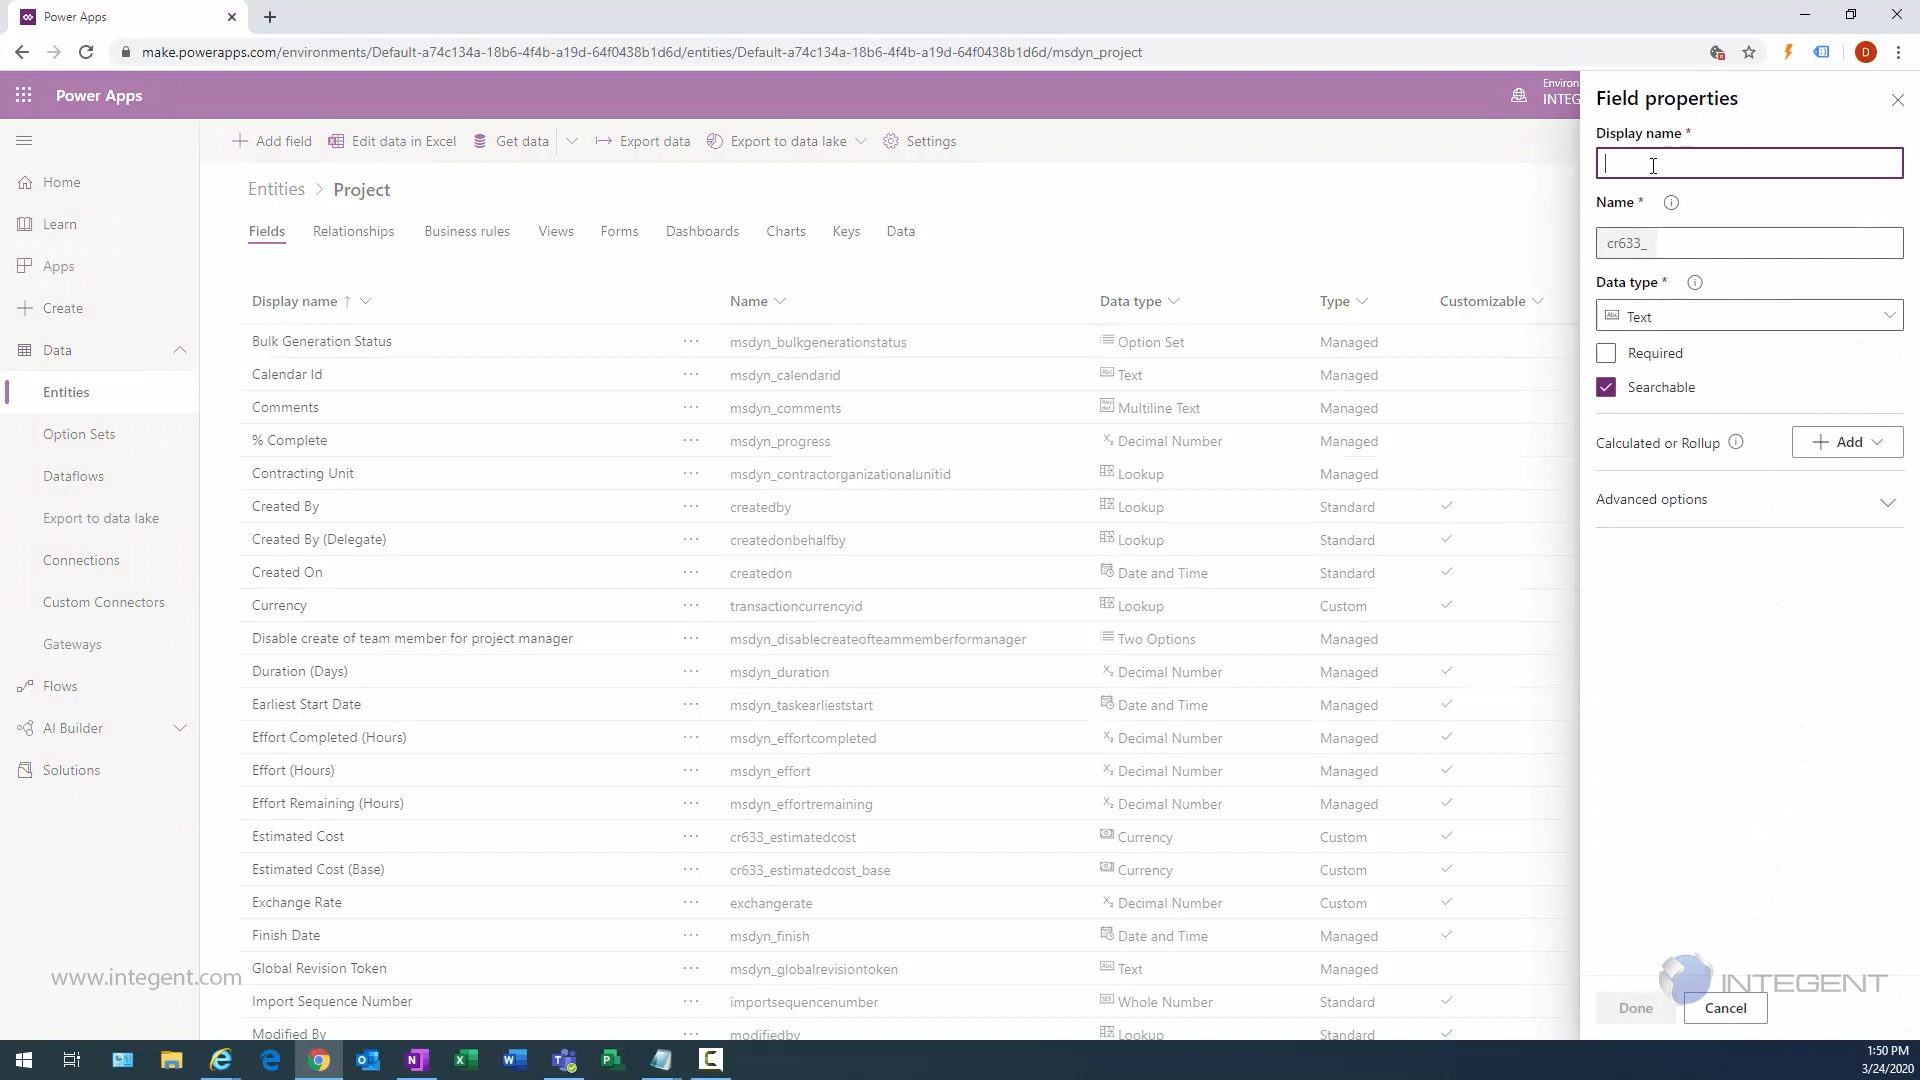 Power Apps
make.powerapps.com/environments/Default-a74c134a-18b6-4f4b-a19d-64f0438b1d6d/entities/Default-a74c134a-18b6-4f4b-a19d-64f0438b1d6d/msdyn_project
D
Power Apps
Environ
INTEG
Add field Edit data in Excel Get data Export data Export to data lake Settings
Home
Learn
Apps
Create
Data
Entities
Option Sets
Dataflows
Export to data lake
Connections
Custom Connectors
Gateways
Flows
AI Builder
Solutions
Entities > Project
Fields Relationships Business rules Views Forms Dashboards Charts Keys Data
Display name ↑ Name Data type Type Customizable
Bulk Generation Status ··· msdyn_bulkgenerationstatus Option Set Managed
Calendar Id ··· msdyn_calendarid Text Managed
Comments ··· msdyn_comments Multiline Text Managed
% Complete ··· msdyn_progress Decimal Number Managed
Contracting Unit ··· msdyn_contractorganizationalunitid Lookup Managed
Created By ··· createdby Lookup Standard
Created By (Delegate) ··· createdonbehalfby Lookup Standard
Created On ··· createdon Date and Time Standard
Currency ··· transactioncurrencyid Lookup Custom
Disable create of team member for project manager ··· msdyn_disablecreateofteammemberformanager Two Options Managed
Duration (Days) ··· msdyn_duration Decimal Number Managed
Earliest Start Date ··· msdyn_taskearlieststart Date and Time Managed
Effort Completed (Hours) ··· msdyn_effortcompleted Decimal Number Managed
Effort (Hours) ··· msdyn_effort Decimal Number Managed
Effort Remaining (Hours) ··· msdyn_effortremaining Decimal Number Managed
Estimated Cost ··· cr633_estimatedcost Currency Custom
Estimated Cost (Base) ··· cr633_estimatedcost_base Currency Custom
Exchange Rate ··· exchangerate Decimal Number Custom
Finish Date ··· msdyn_finish Date and Time Managed
Global Revision Token ··· msdyn_globalrevisiontoken Text Managed
Import Sequence Number ··· importsequencenumber Whole Number Standard
Modified By ··· modifiedby Lookup Standard
Field properties
Display name *
Name *
cr633_
Data type *
Text
Required
Searchable
Calculated or Rollup
Add
Advanced options
Done Cancel
www.integent.com
INTEGENT
1:50 PM
3/24/2020